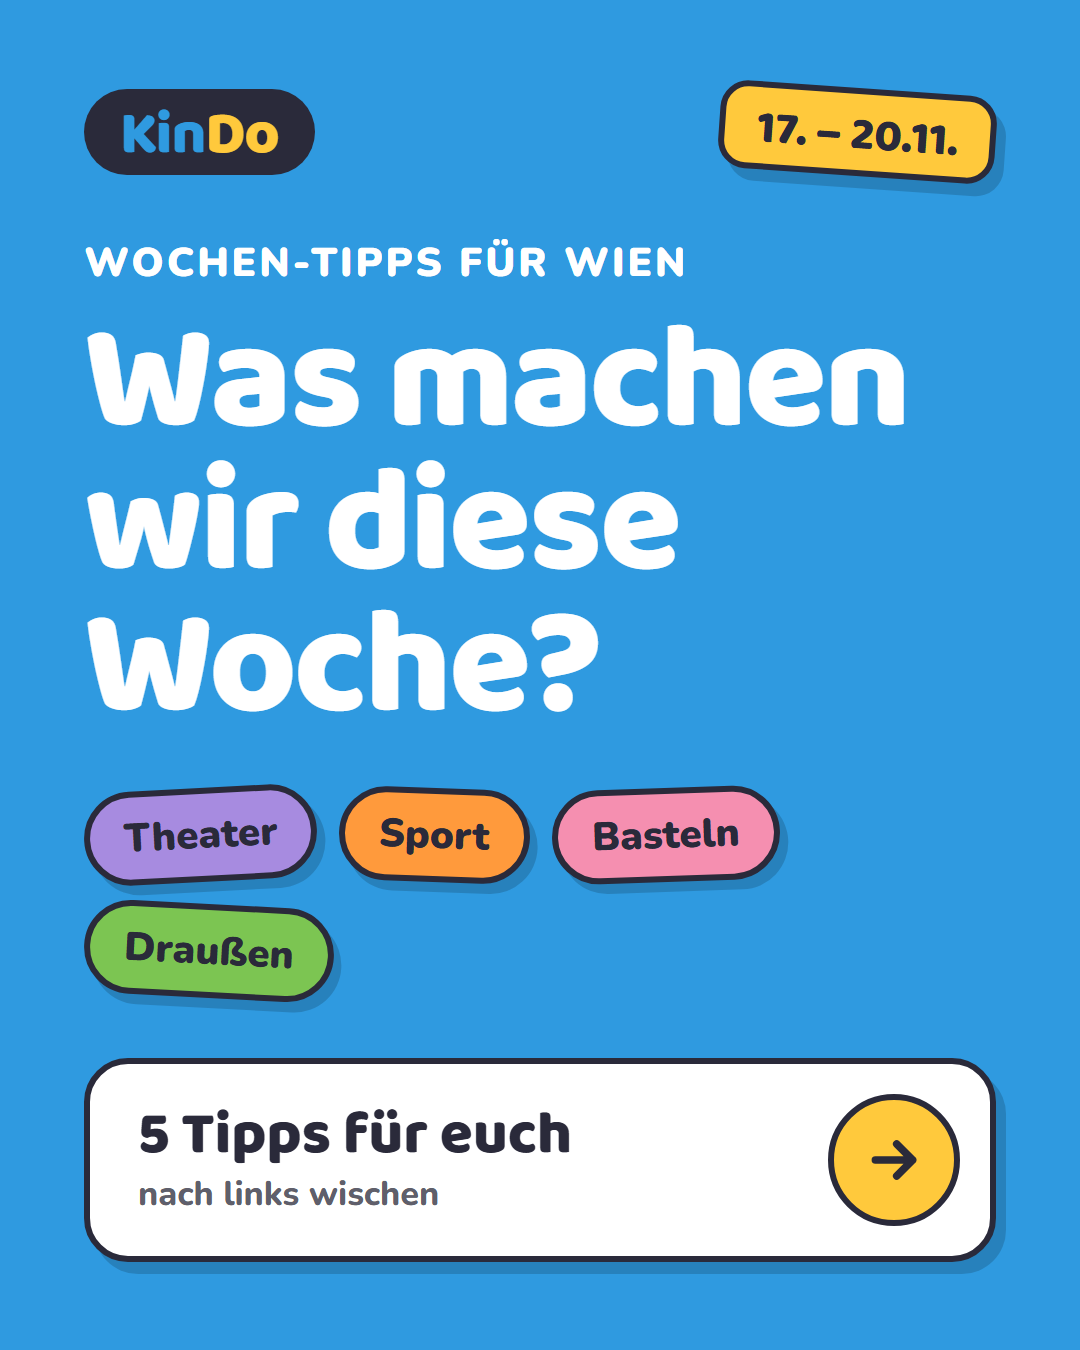 KinDo
17. – 20.11.
WOCHEN-TIPPS FÜR WIEN
Was machen
wir diese
Woche?
Theater
Sport
Basteln
Draußen
5 Tipps für euch
nach links wischen